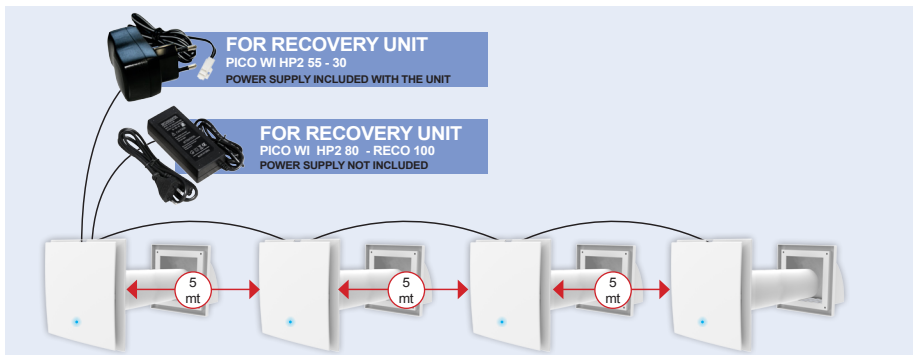 FOR RECOVERY UNIT
PICO WI HP2 55 - 30
POWER SUPPLY INCLUDED WITH THE UNIT
FOR RECOVERY UNIT
PICO WI HP2 80 - RECO 100
POWER SUPPLY NOT INCLUDED
5
mt
5
mt
5
mt